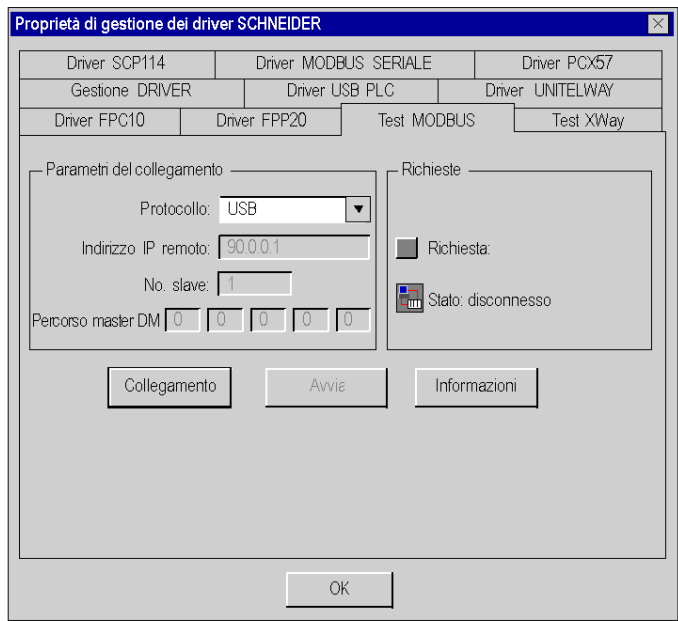 Proprietà di gestione dei driver SCHNEIDER
Driver SCP114 Driver MODBUS SERIALE Driver PCX57
Gestione DRIVER Driver USB PLC Driver UNITELWAY
Driver FPC10 Driver FPP20 Test MODBUS Test XWay
Parametri del collegamento Richieste
Protocollo: USB
Indirizzo IP remoto: 90.0.0.1 Richiesta:
No. slave: 1
Stato: disconnesso
Percorso master DM 0 0 0 0 0
Collegamento Avvia Informazioni
OK